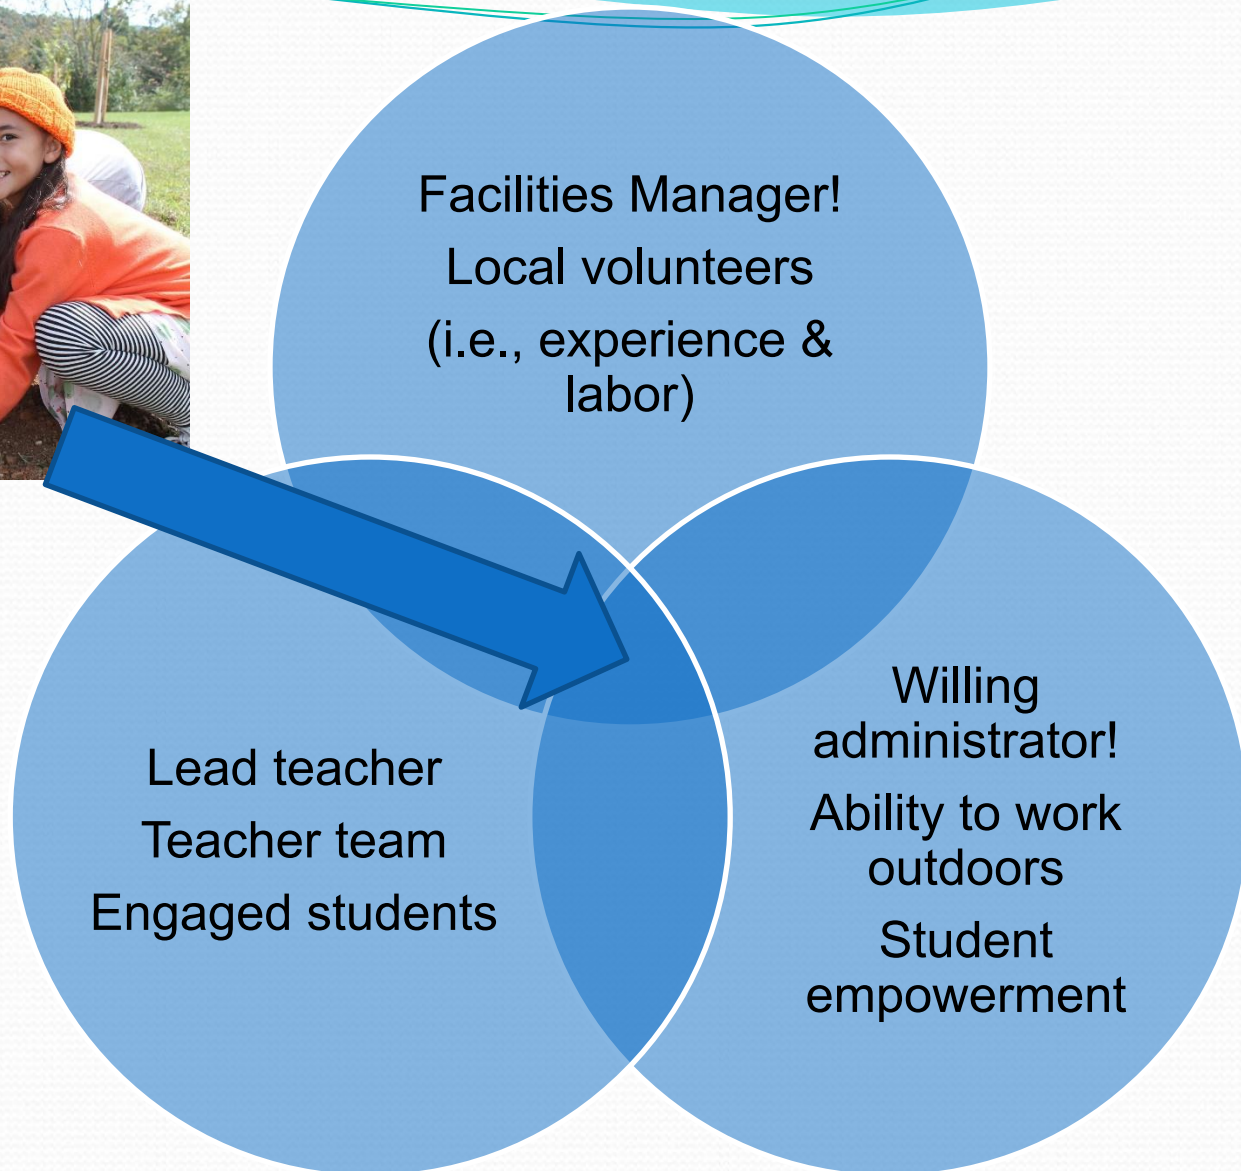 Facilities Manager!
Local volunteers
(i.e., experience &
labor)
Lead teacher
Teacher team
Engaged students
Willing
administrator!
Ability to work
outdoors
Student
empowerment